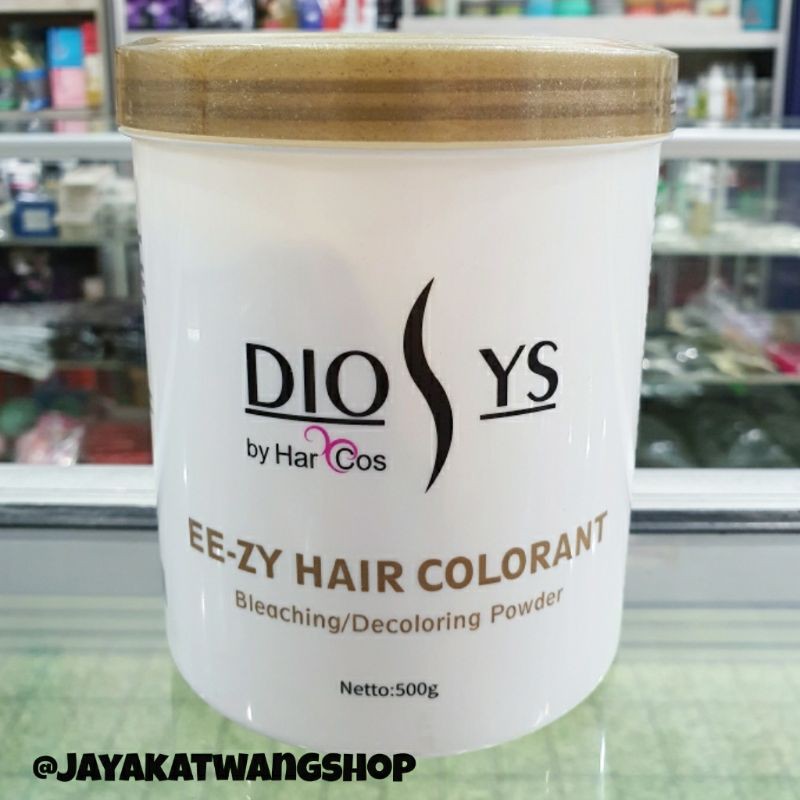 DIOSYS
by HarCos
EE-ZY HAIR COLORANT
Bleaching/Decoloring Powder
Netto:500g
@JAYAKATWANGSHOP